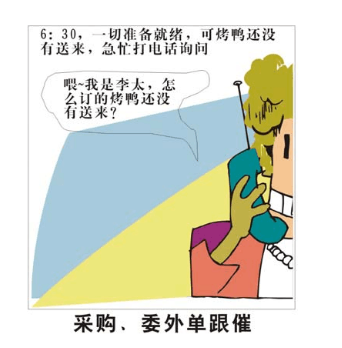 6：30，一切准备就绪，可烤鸭还没
有送来，急忙打电话询问
喂~我是李太，怎
么订的烤鸭还没
有送来？
采购、委外单跟催